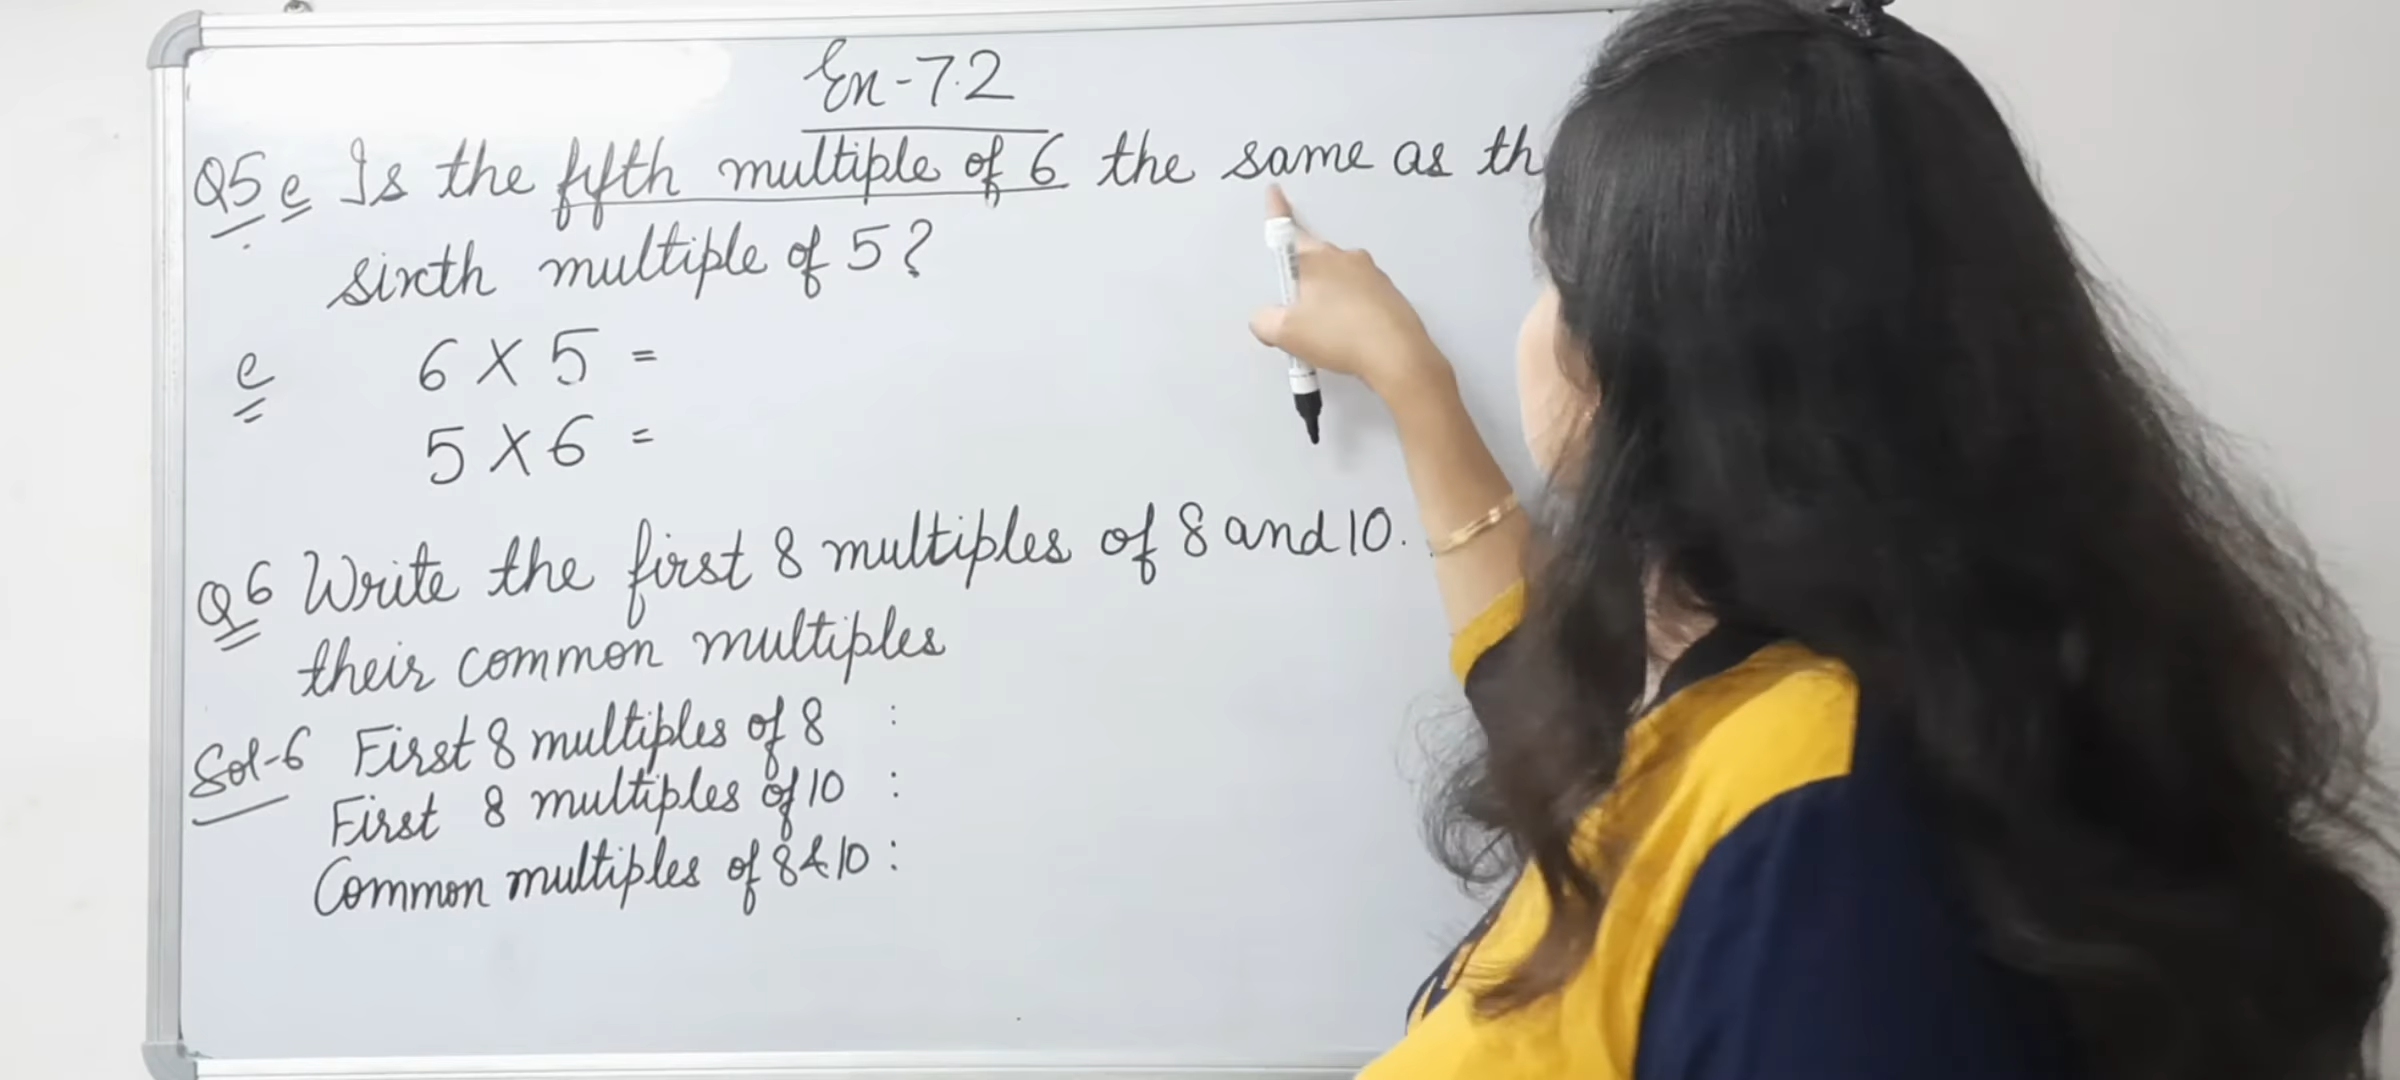 Ex-7.2
Q5 e Is the fifth multiple of 6 the same as th
sixth multiple of 5?
e 6 X 5 =
5 X 6 =
Q6 Write the first 8 multiples of 8 and 10.
their common multiples
Sol-6 First 8 multiples of 8 :
First 8 multiples of 10 :
Common multiples of 8 & 10 :